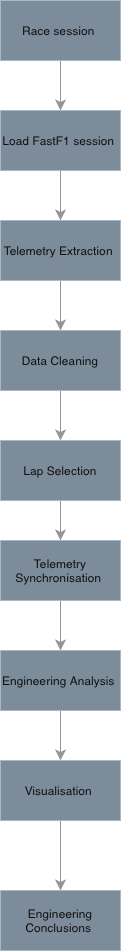 Race session
Load FastF1 session
Telemetry Extraction
Data Cleaning
Lap Selection
Telemetry
Synchronisation
Engineering Analysis
Visualisation
Engineering
Conclusions